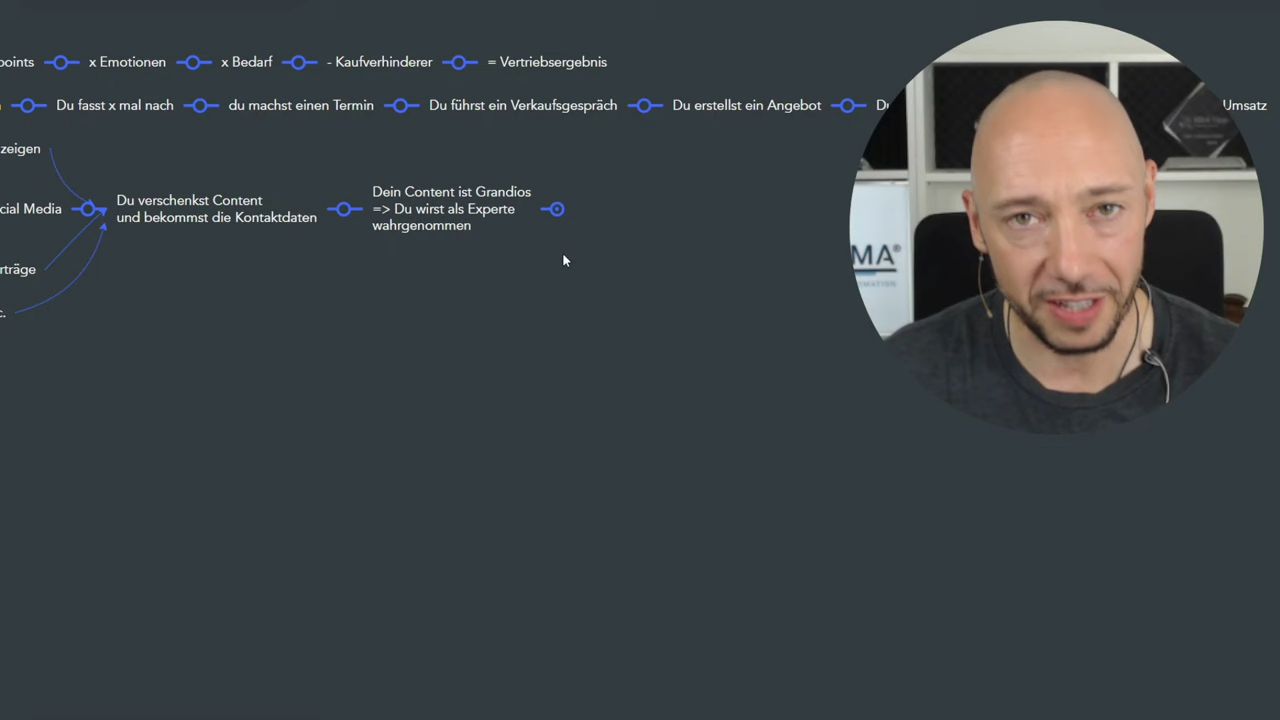 points x Emotionen x Bedarf - Kaufverhinderer = Vertriebsergebnis
Du fasst x mal nach du machst einen Termin Du führst ein Verkaufsgespräch Du erstellst ein Angebot Du Umsatz
zeigen
Du verschenkst Content
und bekommst die Kontaktdaten
Dein Content ist Grandios
=> Du wirst als Experte
wahrgenommen
cial Media
rträge
c.
MA®